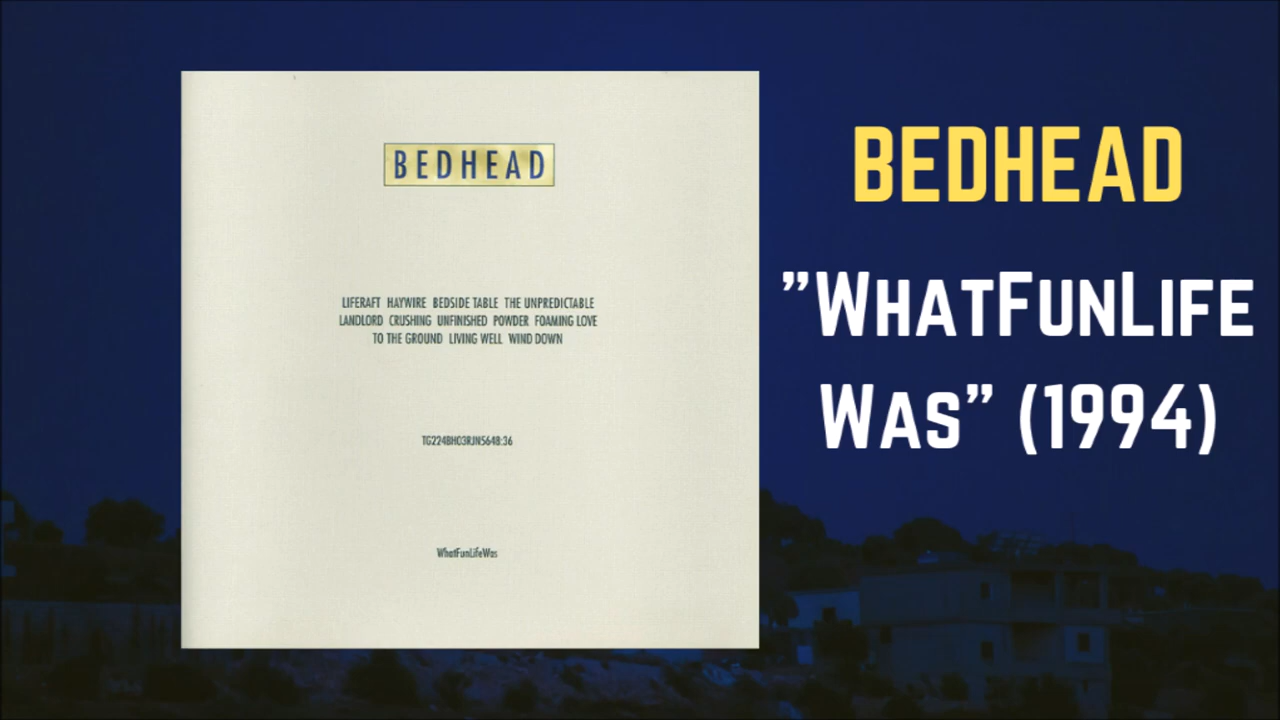 BEDHEAD
LIFERAFT HAYWIRE BEDSIDE TABLE THE UNPREDICTABLE
LANDLORD CRUSHING UNFINISHED POWDER FOAMING LOVE
TO THE GROUND LIVING WELL WIND DOWN
TG224BH03RJN5648:36
WhatFunLifeWas
BEDHEAD
”WhatFunLife
Was” (1994)